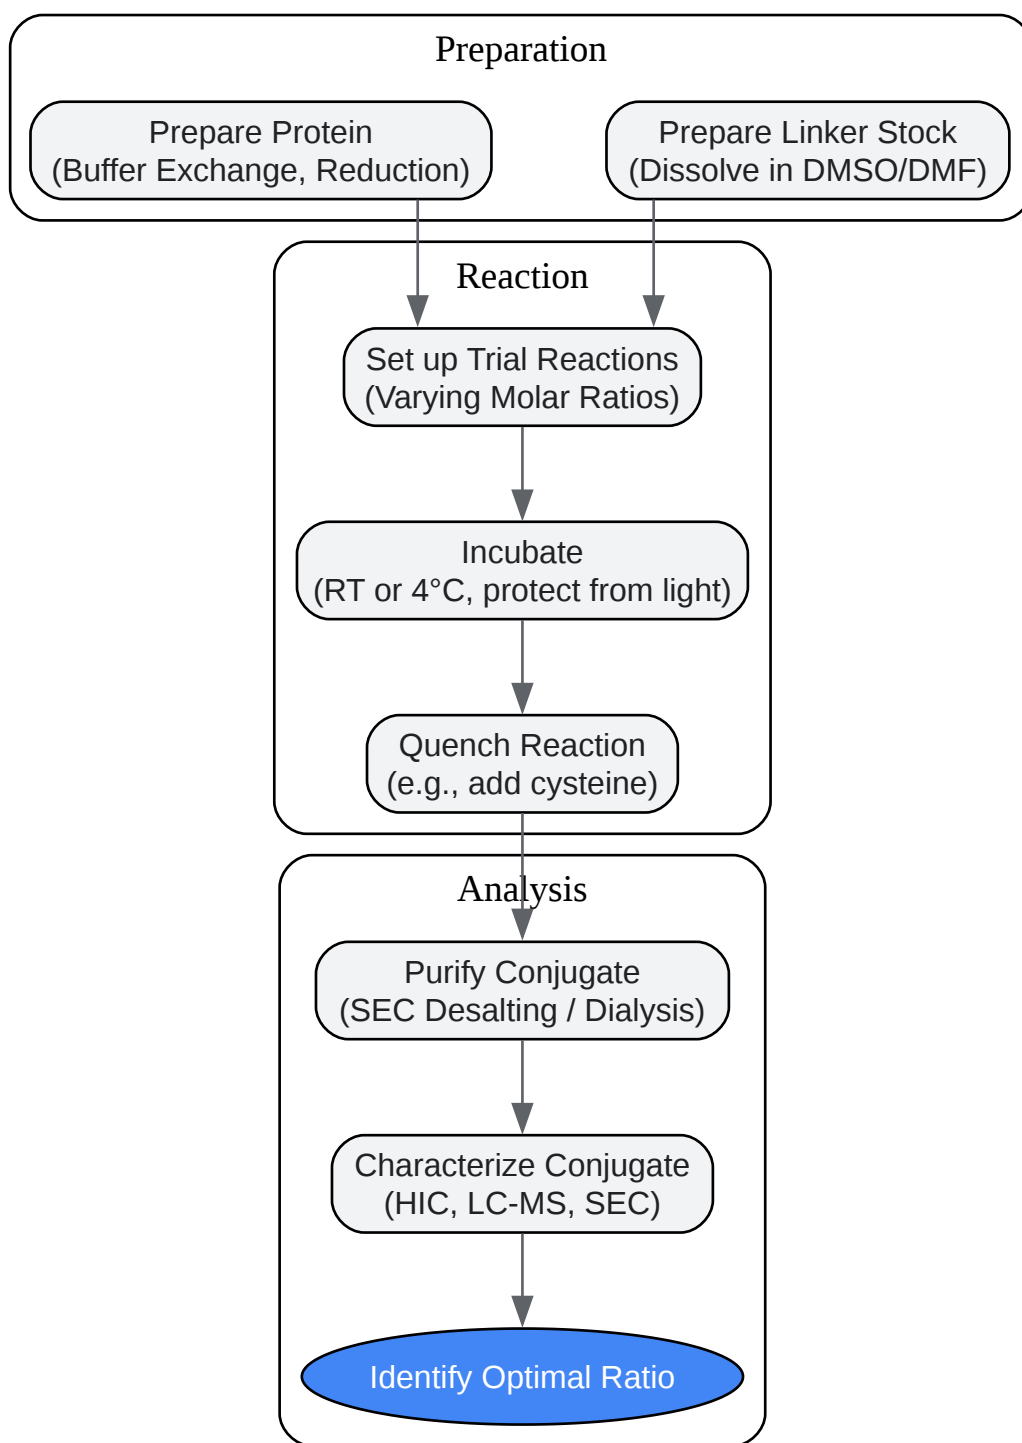 Preparation
Prepare Protein
(Buffer Exchange, Reduction)
Prepare Linker Stock
(Dissolve in DMSO/DMF)
Reaction
Set up Trial Reactions
(Varying Molar Ratios)
Incubate
(RT or 4°C, protect from light)
Quench Reaction
(e.g., add cysteine)
Analysis
Purify Conjugate
(SEC Desalting / Dialysis)
Characterize Conjugate
(HIC, LC-MS, SEC)
Identify Optimal Ratio